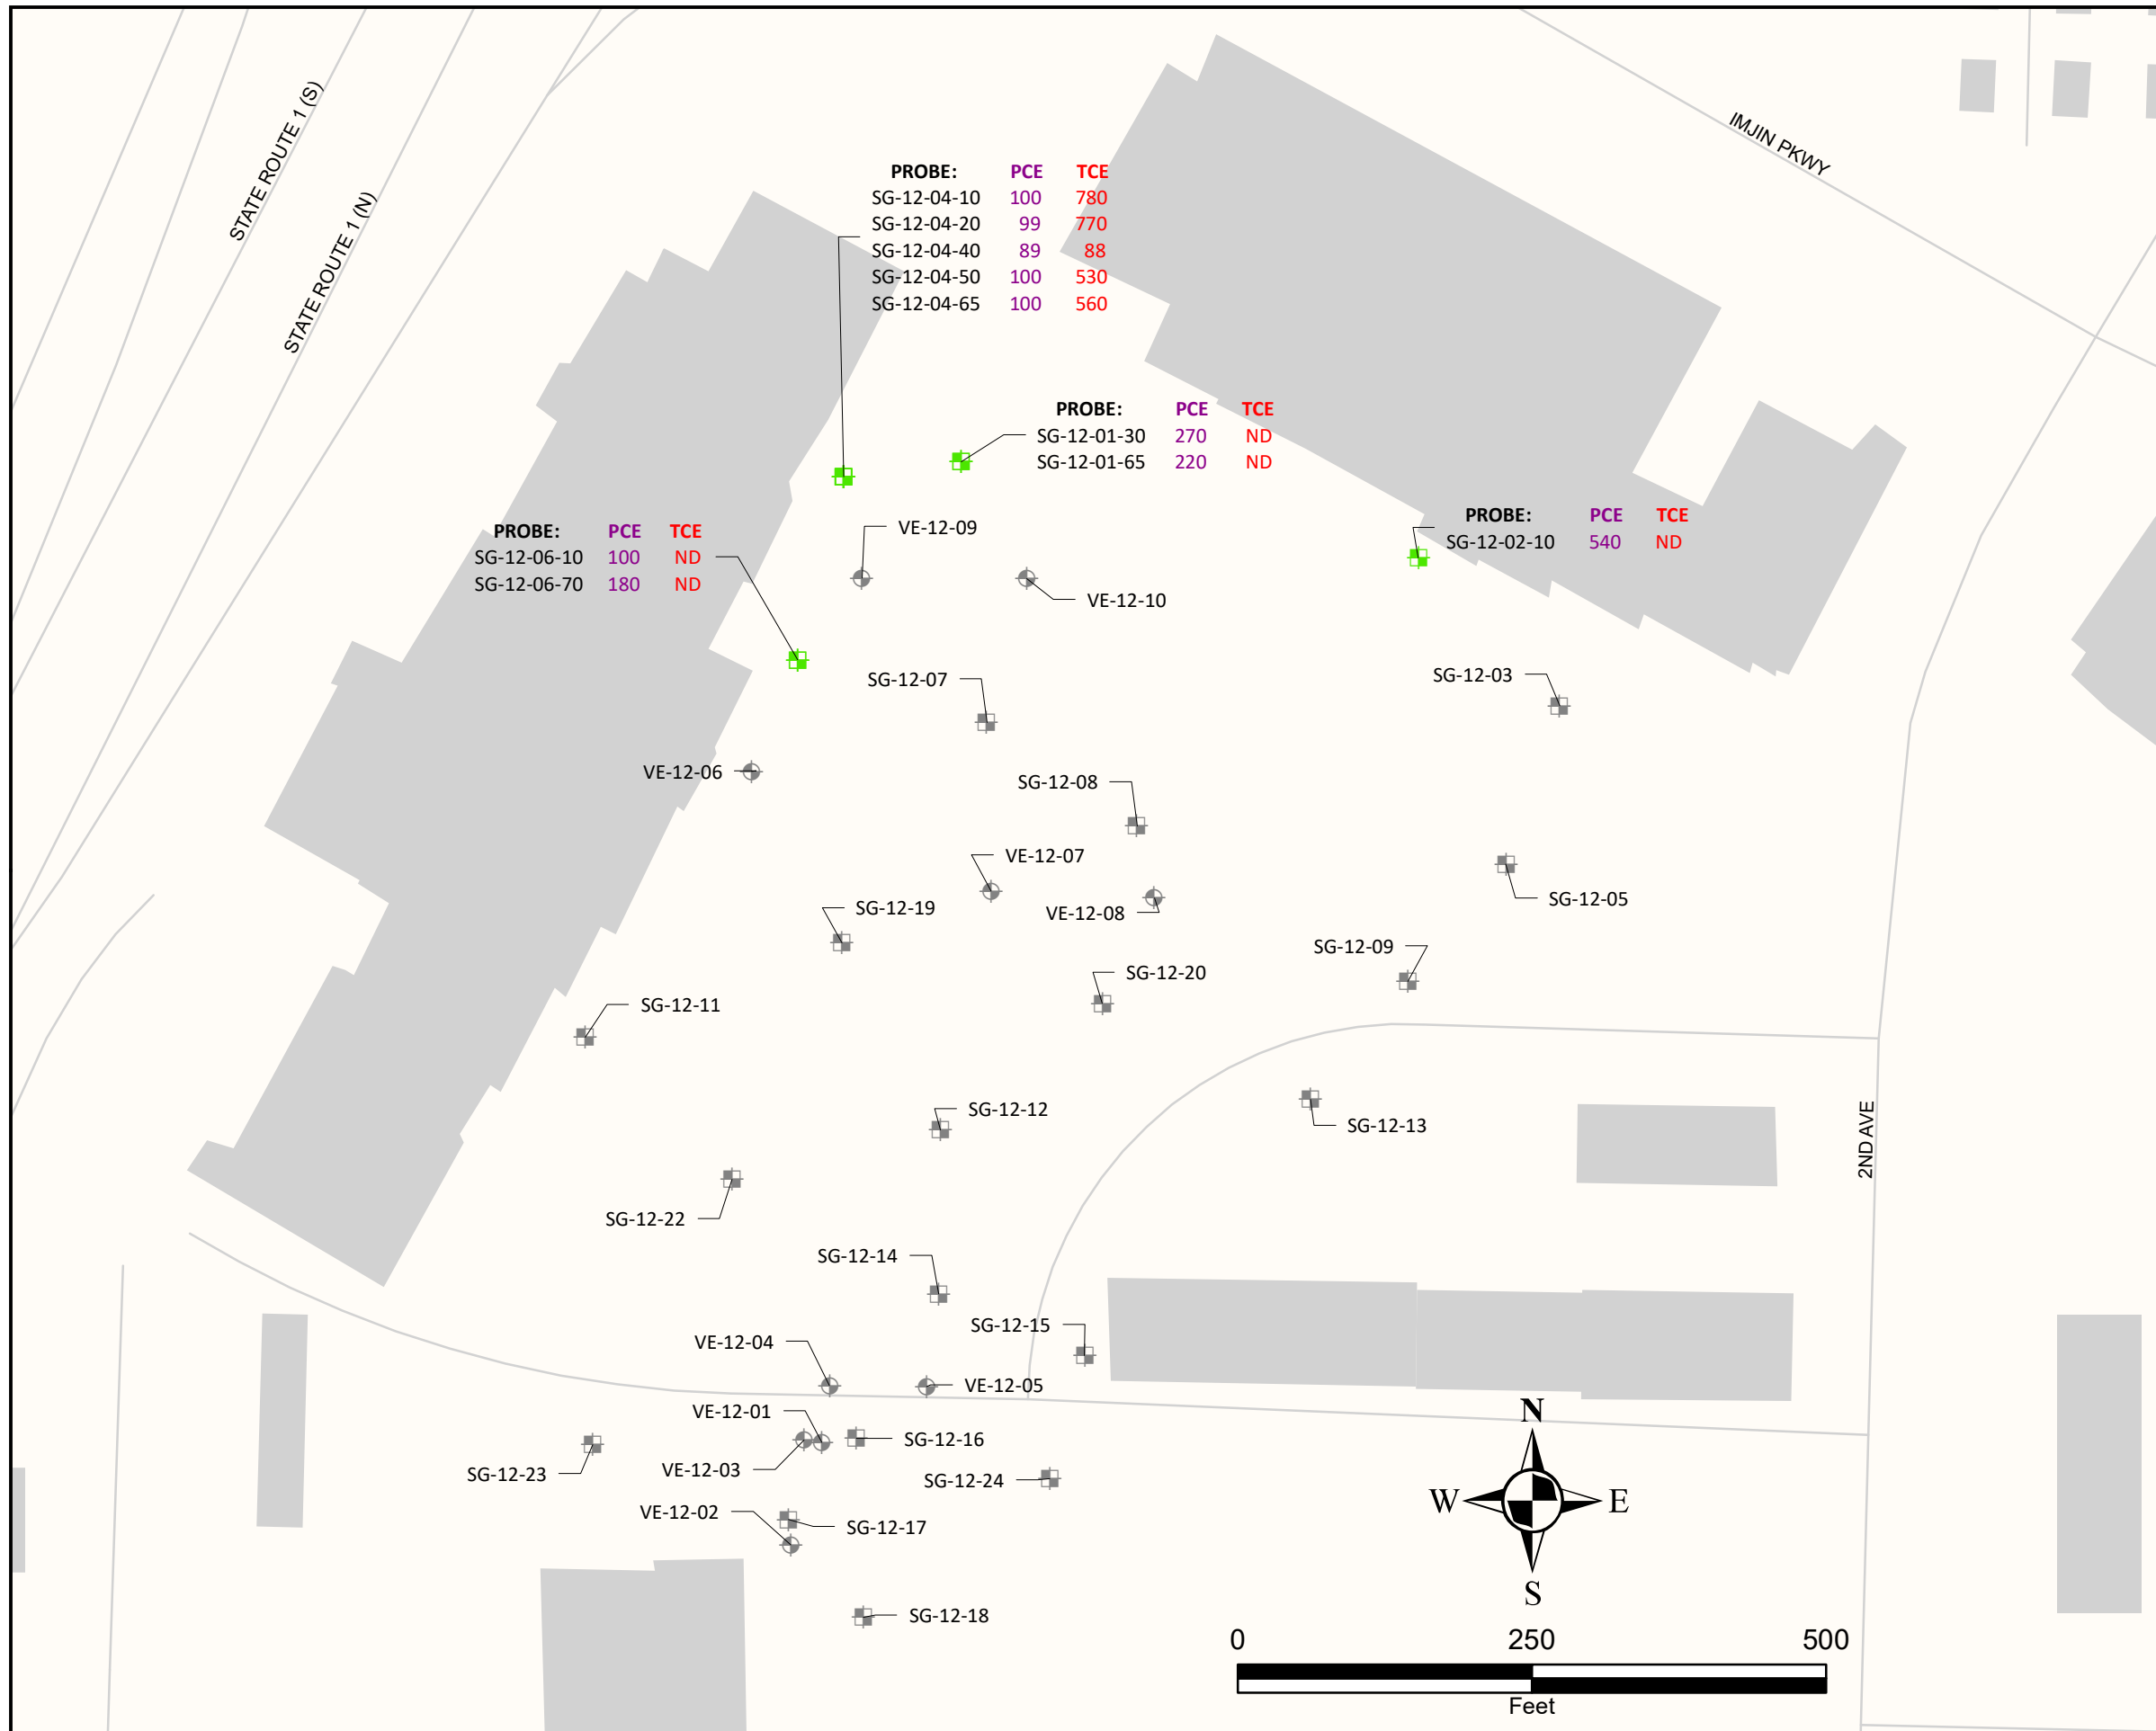 STATE ROUTE 1 (S)
STATE ROUTE 1 (N)
IMJIN PKWY
PROBE: PCE TCE
SG-12-04-10 100 780
SG-12-04-20 99 770
SG-12-04-40 89 88
SG-12-04-50 100 530
SG-12-04-65 100 560
PROBE: PCE TCE
SG-12-01-30 270 ND
SG-12-01-65 220 ND
PROBE: PCE TCE
SG-12-02-10 540 ND
PROBE: PCE TCE
SG-12-06-10 100 ND
SG-12-06-70 180 ND
VE-12-09
VE-12-10
SG-12-07
SG-12-03
VE-12-06
SG-12-08
VE-12-07
SG-12-05
SG-12-19
VE-12-08
SG-12-09
SG-12-20
SG-12-11
SG-12-12
SG-12-13
2ND AVE
SG-12-22
SG-12-14
SG-12-15
VE-12-04
VE-12-05
VE-12-01
SG-12-16
VE-12-03
SG-12-23
SG-12-24
VE-12-02
SG-12-17
SG-12-18
N
W E
S
0 250 500
Feet